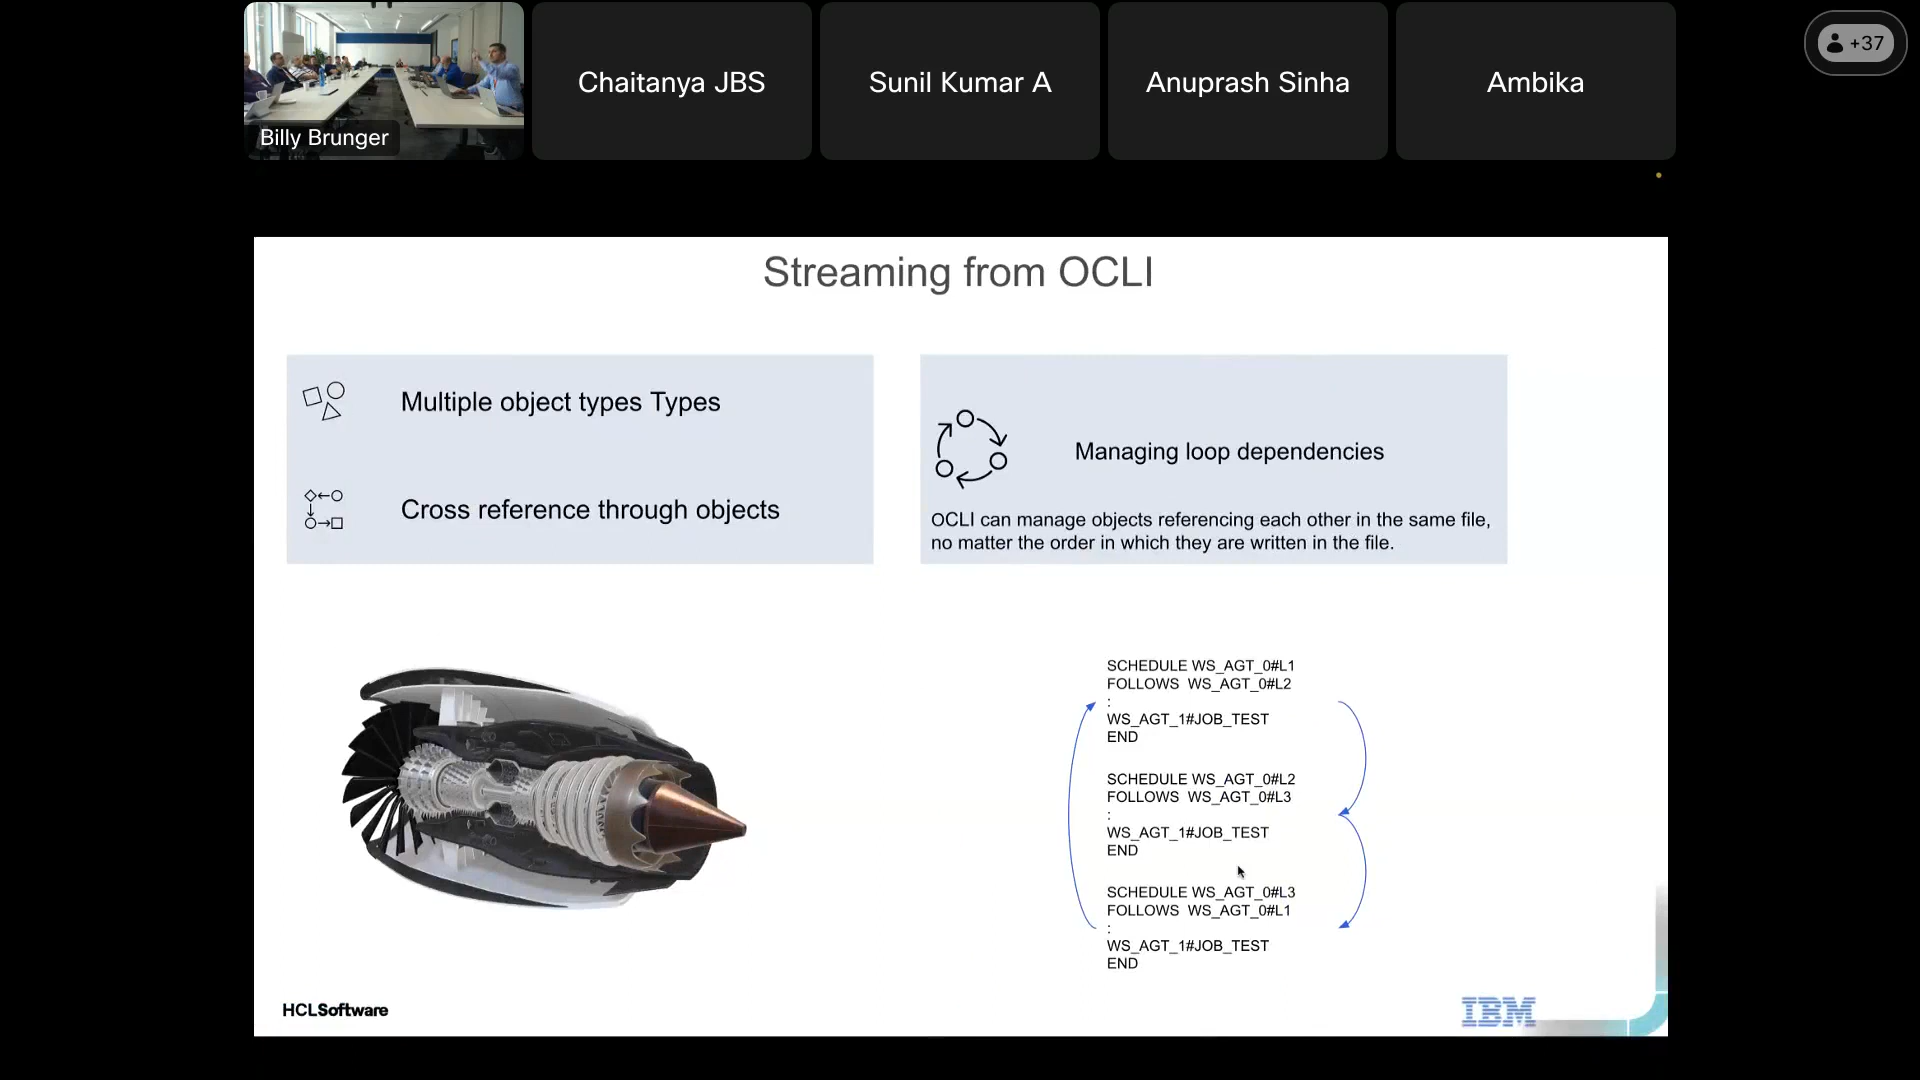 Billy Brunger
Chaitanya JBS
Sunil Kumar A
Anuprash Sinha
Ambika
+37
Streaming from OCLI
Multiple object types Types
Cross reference through objects
Managing loop dependencies
OCLI can manage objects referencing each other in the same file,
no matter the order in which they are written in the file.
SCHEDULE WS_AGT_0#L1
FOLLOWS  WS_AGT_0#L2
:
WS_AGT_1#JOB_TEST
END
SCHEDULE WS_AGT_0#L2
FOLLOWS  WS_AGT_0#L3
:
WS_AGT_1#JOB_TEST
END
SCHEDULE WS_AGT_0#L3
FOLLOWS  WS_AGT_0#L1
:
WS_AGT_1#JOB_TEST
END
HCLSoftware
IBM